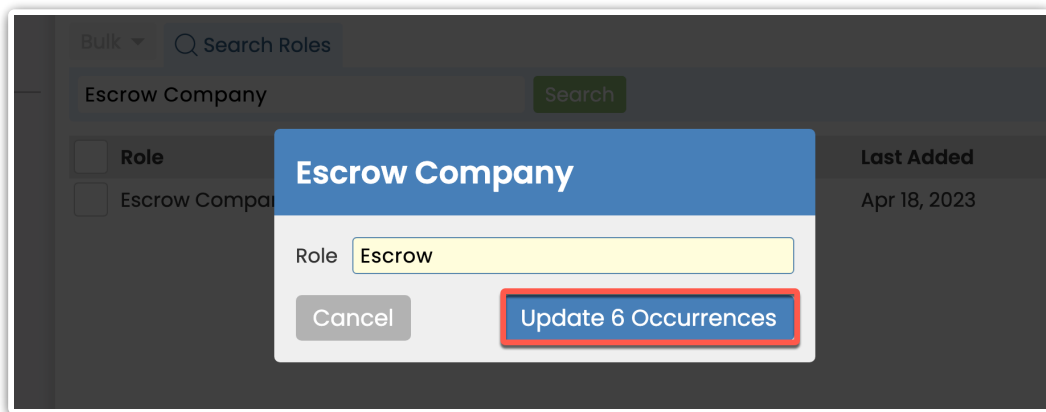 Bulk Search Roles
Escrow Company Search
Role Last Added
Escrow Compa Apr 18, 2023
Escrow Company
Role Escrow
Cancel Update 6 Occurrences